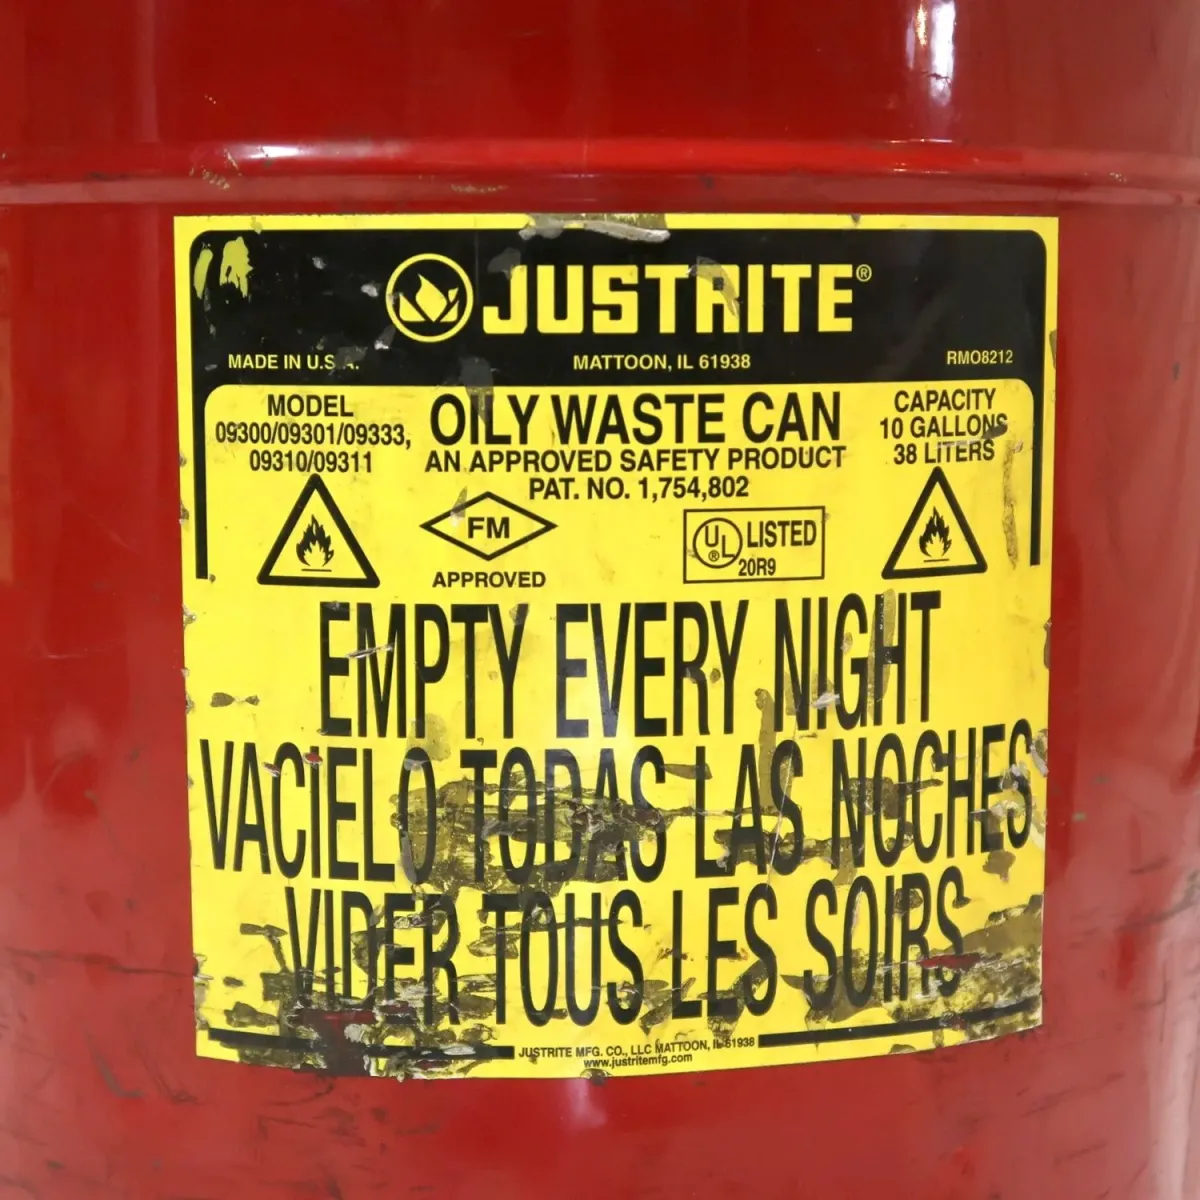 JUSTRITE®
MADE IN U.S.A.
MATTOON, IL 61938
RMO8212
MODEL
09300/09301/09333,
09310/09311
OILY WASTE CAN
AN APPROVED SAFETY PRODUCT
PAT. NO. 1,754,802
CAPACITY
10 GALLONS
38 LITERS
FM
APPROVED
UL® LISTED
20R9
EMPTY EVERY NIGHT
VACIELO TODAS LAS NOCHES
VIDER TOUS LES SOIRS
JUSTRITE MFG. CO., LLC MATTOON, IL 61938
www.justritemfg.com